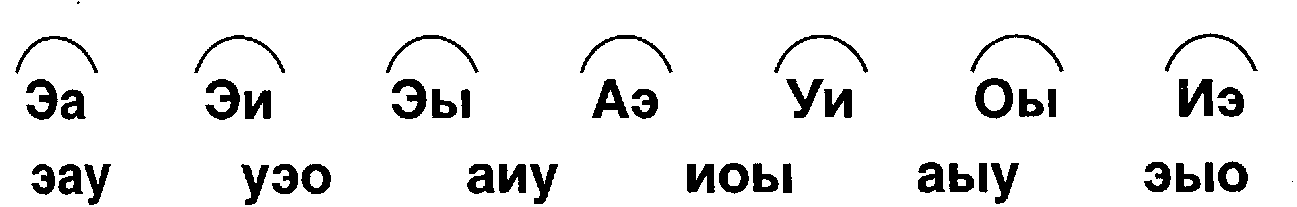 Эа Эи Эы Аэ Уи Оы Иэ
эау уэо аиу иоы аыу эыо